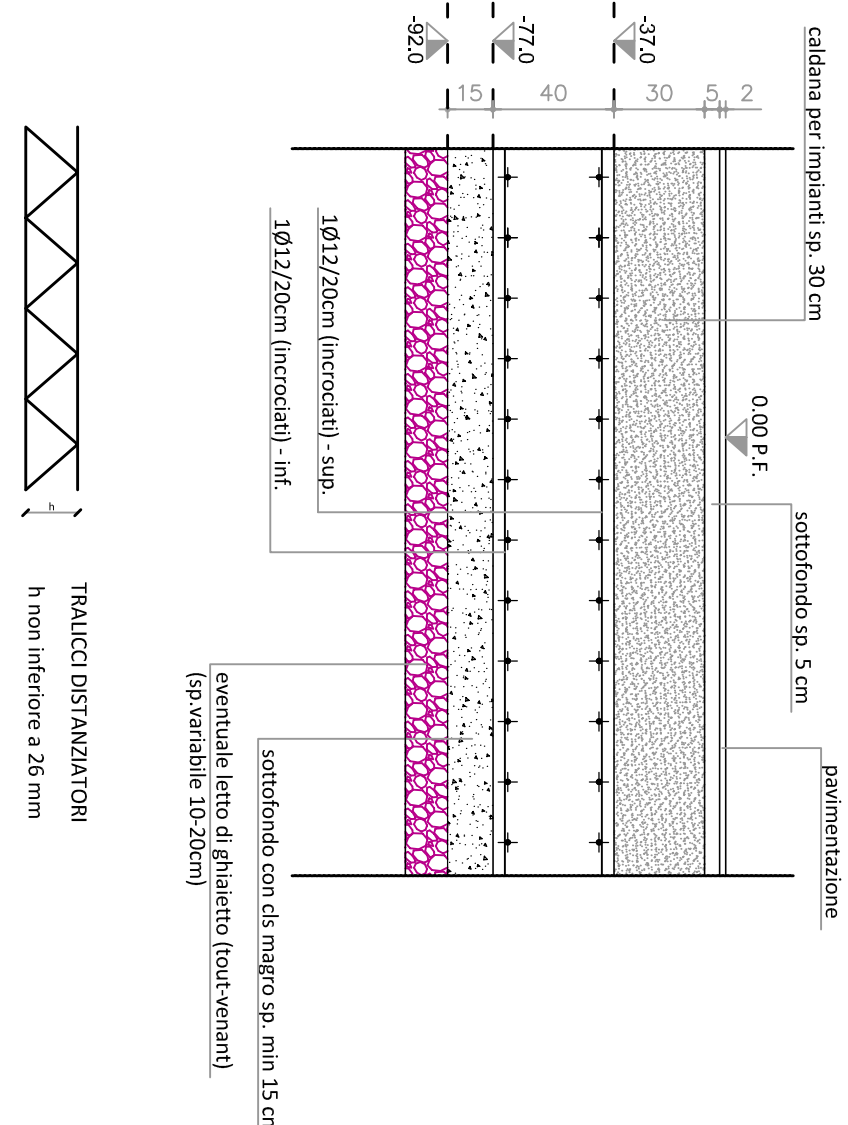 caldana per impianti sp. 30 cm
sottofondo sp. 5 cm
pavimentazione
0.00 P.F.
-37.0
-77.0
-92.0
2
5
30
40
15
1Ø12/20cm (incrociati) - sup.
1Ø12/20cm (incrociati) - inf.
sottofondo con cls magro sp. min 15 cm
eventuale letto di ghiaietto (tout-venant)
(sp.variabile 10-20cm)
h
TRALICCI DISTANZIATORI
h non inferiore a 26 mm